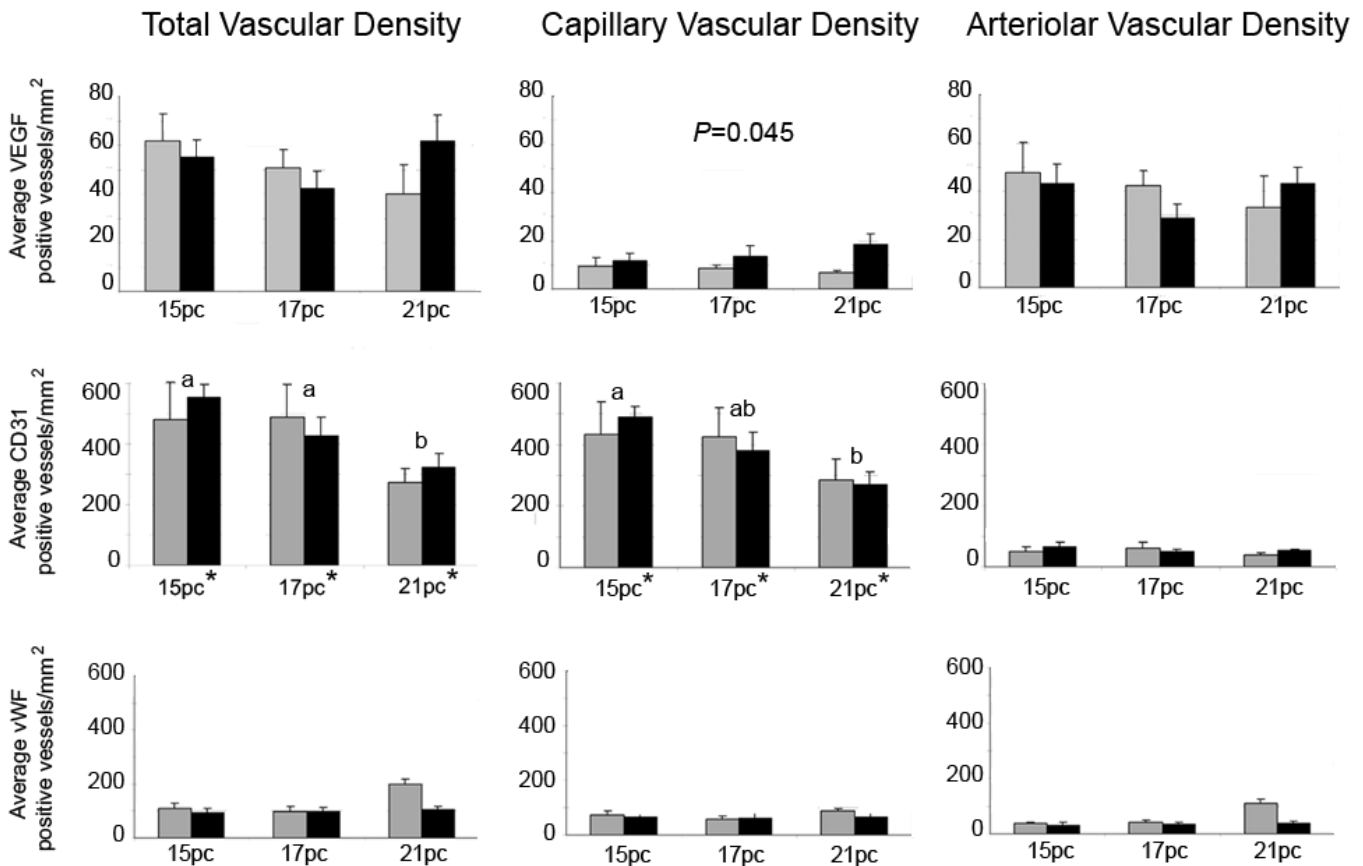 Total Vascular Density
Capillary Vascular Density
Arteriolar Vascular Density
Average VEGF
positive vessels/mm²
80
60
40
20
0
15pc
17pc
21pc
80
60
40
20
0
P=0.045
15pc
17pc
21pc
80
60
40
20
0
15pc
17pc
21pc
Average CD31
positive vessels/mm²
600
400
200
0
a
a
b
15pc*
17pc*
21pc*
600
400
200
0
a
ab
b
15pc*
17pc*
21pc*
600
400
200
0
15pc
17pc
21pc
Average vWF
positive vessels/mm²
600
400
200
0
15pc
17pc
21pc
600
400
200
0
15pc
17pc
21pc
600
400
200
0
15pc
17pc
21pc